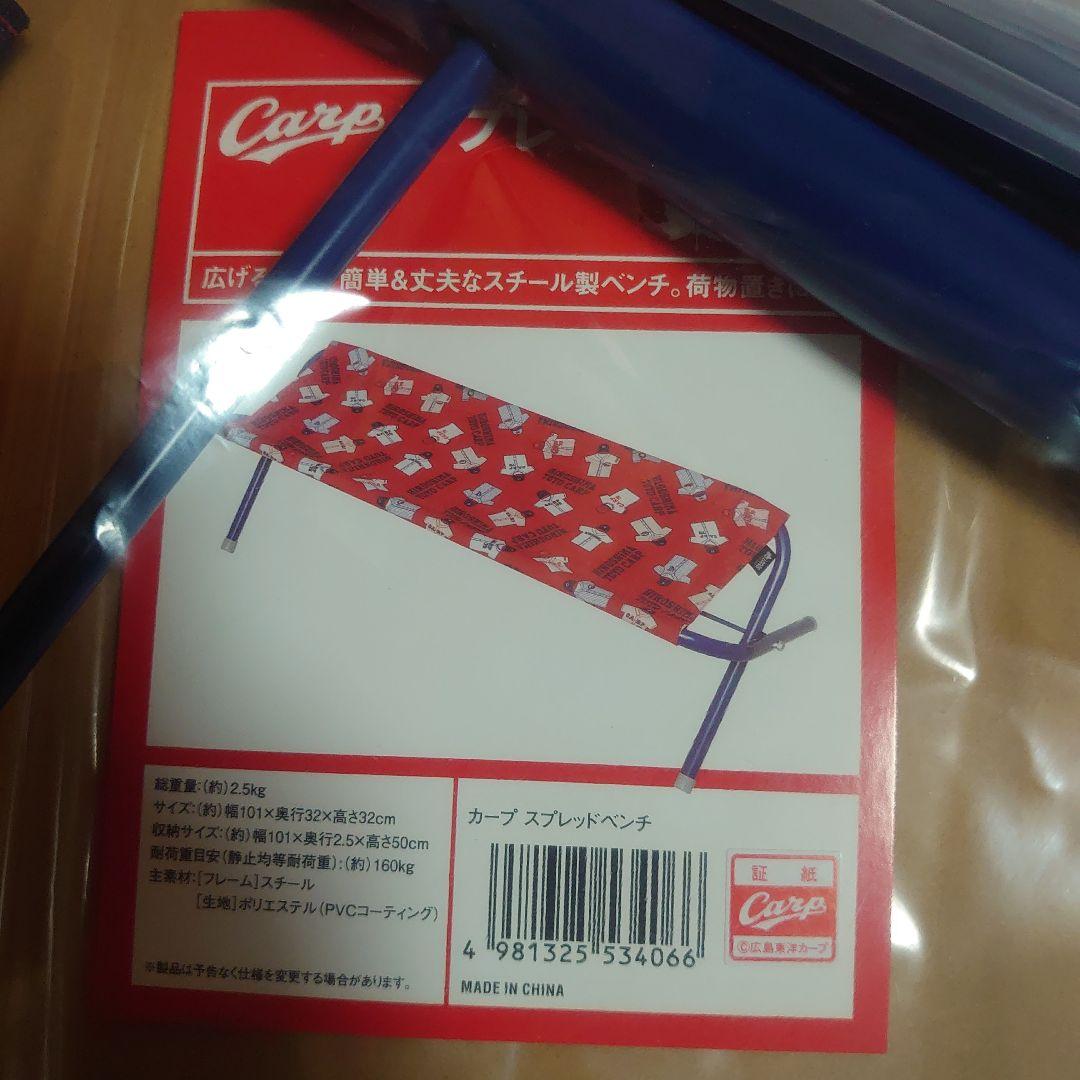 Carp
プレ
広げる 簡単&丈夫なスチール製ベンチ。荷物置きに
HIROSHIMA TOYO CARP
総重量:(約)2.5kg
サイズ:(約)幅101×奥行32×高さ32cm
収納サイズ:(約)幅101×奥行2.5×高さ50cm
耐荷重目安(静止均等耐荷重):(約)160kg
主素材:[フレーム]スチール
[生地]ポリエステル(PVCコーティング)
※製品は予告なく仕様を変更する場合があります。
カープ スプレッドベンチ
4 981325 534066
MADE IN CHINA
証紙
Carp
©広島東洋カープ